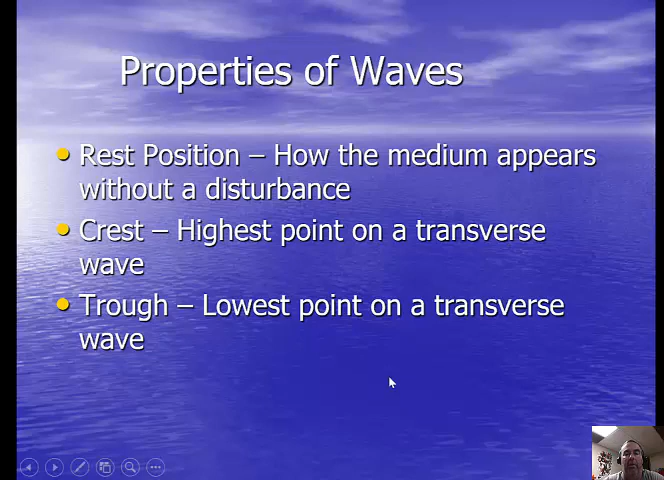 Properties of Waves
• Rest Position – How the medium appears
without a disturbance
• Crest – Highest point on a transverse
wave
• Trough – Lowest point on a transverse
wave